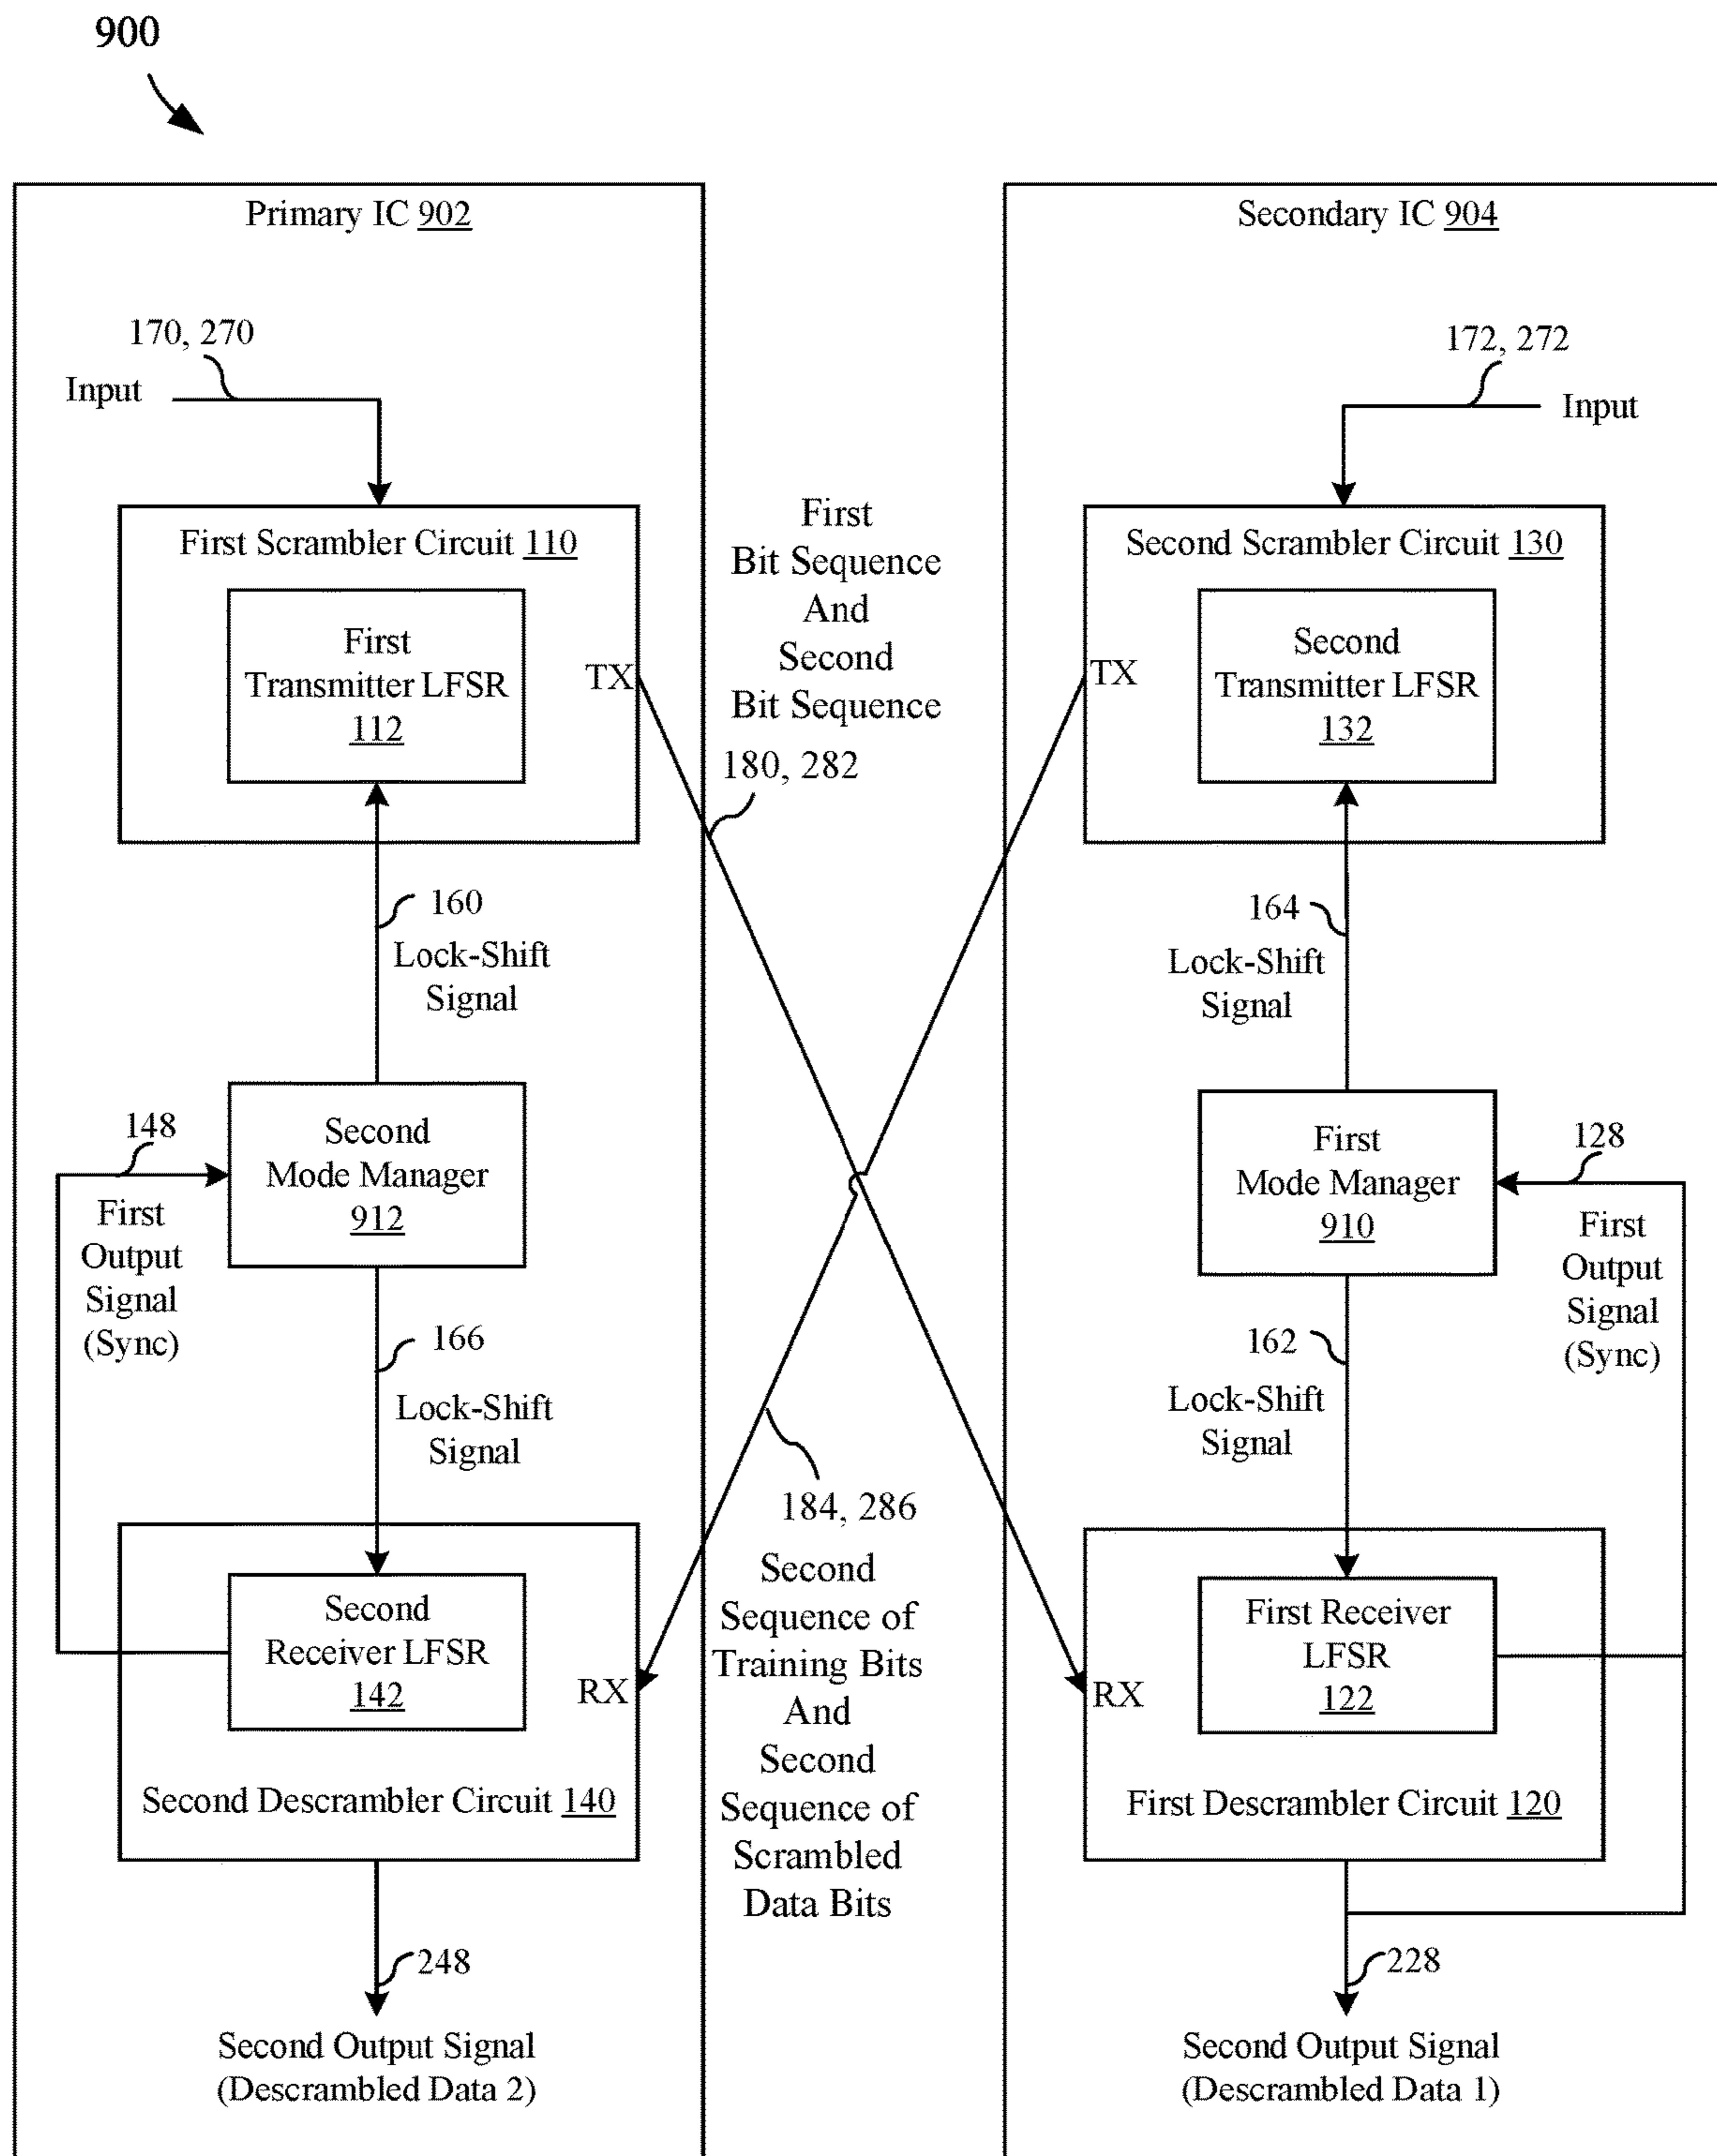 900
Primary IC 902
170, 270
Input
First Scrambler Circuit 110
First
Transmitter LFSR
112
TX
160
Lock-Shift
Signal
148
Second
Mode Manager
912
First
Output
Signal
(Sync)
166
Lock-Shift
Signal
Second
Receiver LFSR
142
RX
Second Descrambler Circuit 140
248
Second Output Signal
(Descrambled Data 2)
First
Bit Sequence
And
Second
Bit Sequence
180, 282
184, 286
Second
Sequence of
Training Bits
And
Second
Sequence of
Scrambled
Data Bits
Secondary IC 904
172, 272
Input
Second Scrambler Circuit 130
TX
Second
Transmitter LFSR
132
164
Lock-Shift
Signal
First
Mode Manager
910
128
First
Output
Signal
(Sync)
162
Lock-Shift
Signal
First Receiver
LFSR
122
RX
First Descrambler Circuit 120
228
Second Output Signal
(Descrambled Data 1)